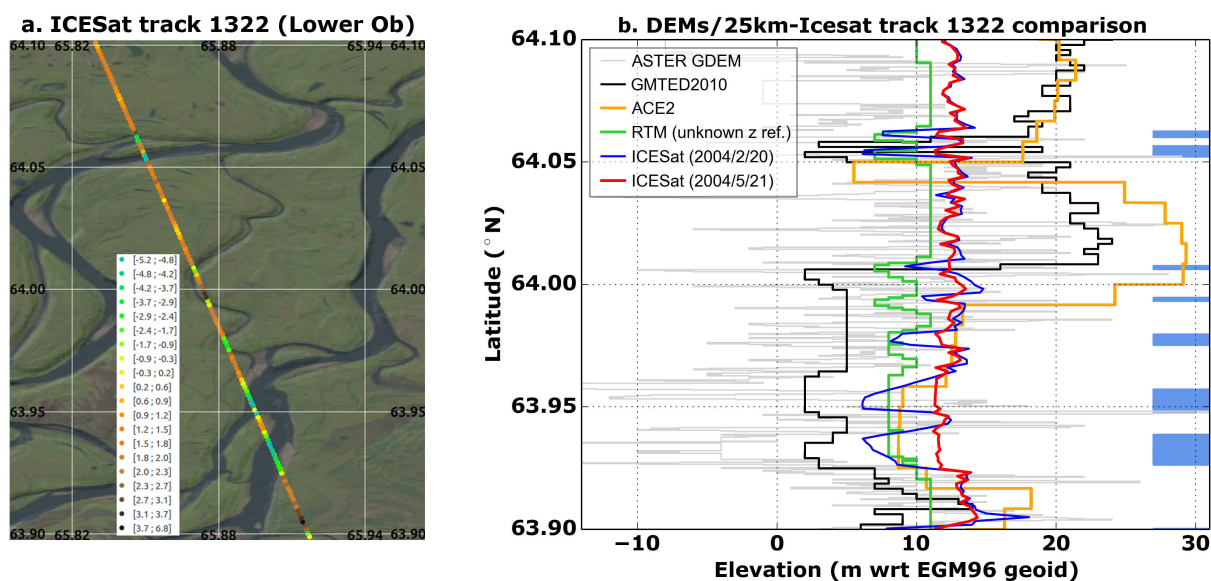 a. ICESat track 1322 (Lower Ob)
64.10 65.82 65.88 65.94 64.10
64.05 64.05
64.00 64.00
63.95 63.95
63.90 65.82 65.88 65.94 63.90
[-5.2 ; -4.8]
[-4.8 ; -4.2]
[-4.2 ; -3.7]
[-3.7 ; -2.9]
[-2.9 ; -2.4]
[-2.4 ; -1.7]
[-1.7 ; -0.9]
[-0.9 ; -0.3]
[-0.3 ; 0.2]
[0.2 ; 0.6]
[0.6 ; 0.9]
[0.9 ; 1.2]
[1.2 ; 1.5]
[1.5 ; 1.8]
[1.8 ; 2.0]
[2.0 ; 2.3]
[2.3 ; 2.7]
[2.7 ; 3.1]
[3.1 ; 3.7]
[3.7 ; 6.8]
b. DEMs/25km-Icesat track 1322 comparison
ASTER GDEM
GMTED2010
ACE2
RTM (unknown z ref.)
ICESat (2004/2/20)
ICESat (2004/5/21)
Latitude (° N)
64.10
64.05
64.00
63.95
63.90
−10 0 10 20 30
Elevation (m wrt EGM96 geoid)